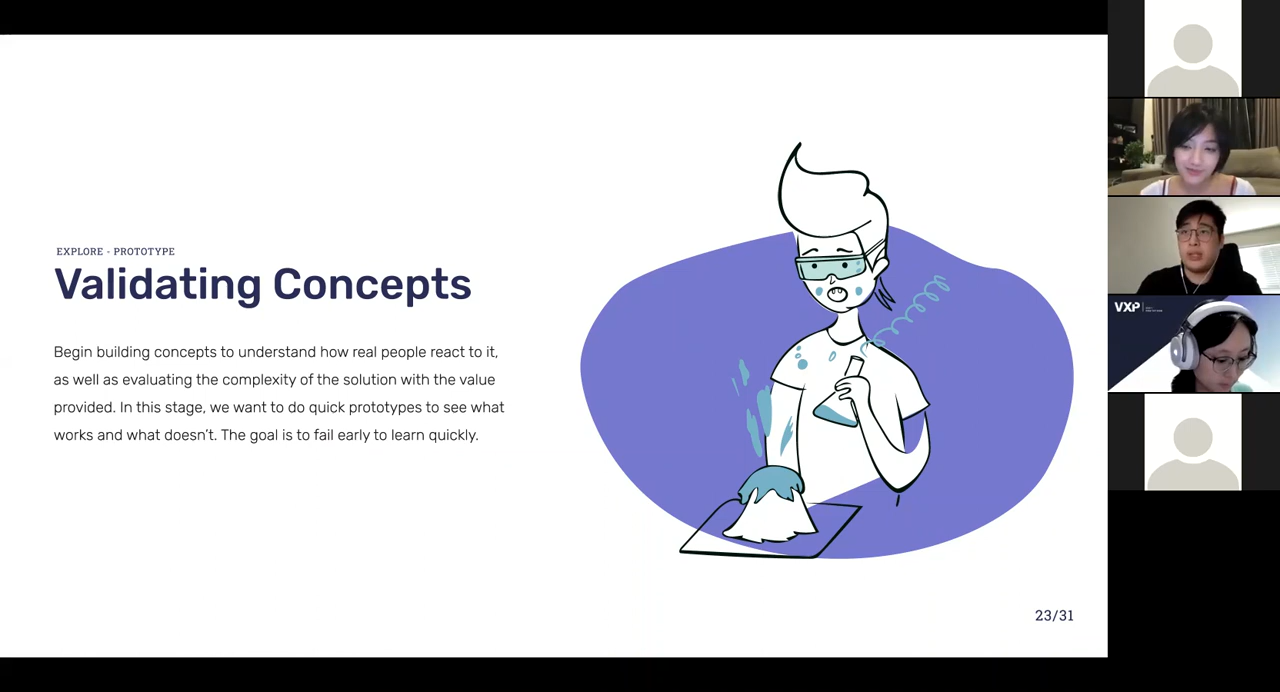 EXPLORE - PROTOTYPE
Validating Concepts
Begin building concepts to understand how real people react to it,
as well as evaluating the complexity of the solution with the value
provided. In this stage, we want to do quick prototypes to see what
works and what doesn't. The goal is to fail early to learn quickly.
23/31
VXP